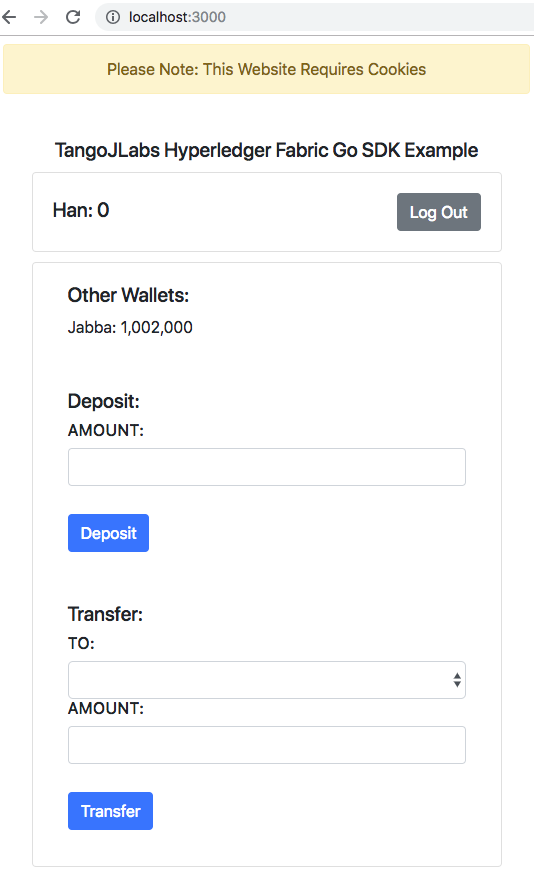 localhost:3000
Please Note: This Website Requires Cookies
TangoJLabs Hyperledger Fabric Go SDK Example
Han: 0
Log Out
Other Wallets:
Jabba: 1,002,000
Deposit:
AMOUNT:
Deposit
Transfer:
TO:
AMOUNT:
Transfer